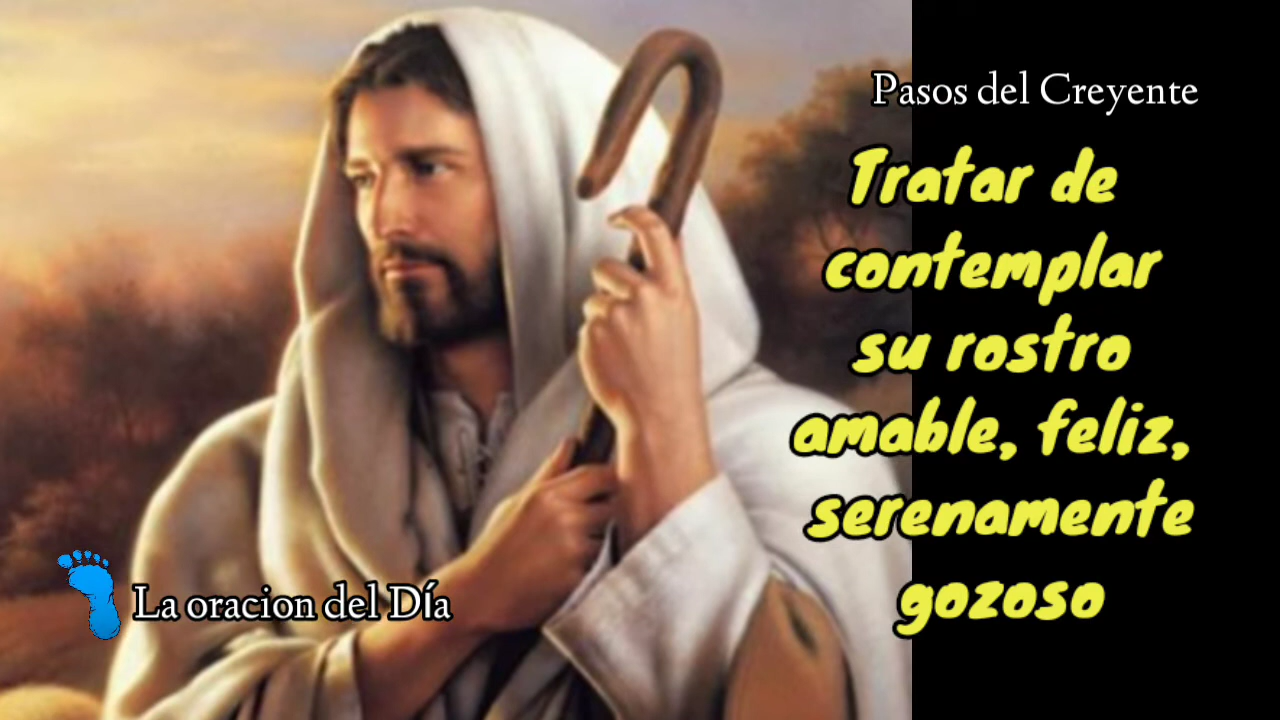 Pasos del Creyente
Tratar de
contemplar
su rostro
amable, feliz,
serenamente
gozoso
La oracion del Día